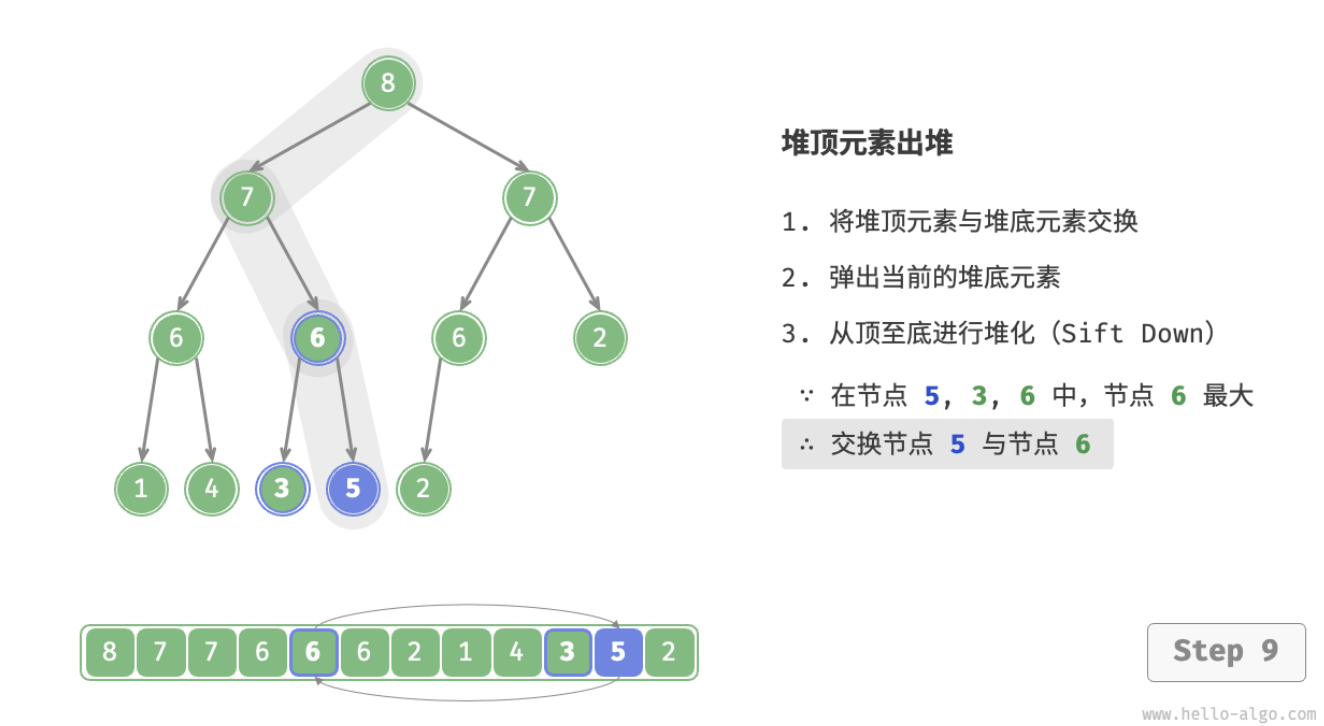 8
7 7
6 6 6 2
1 4 3 5 2
堆顶元素出堆
1. 将堆顶元素与堆底元素交换
2. 弹出当前的堆底元素
3. 从顶至底进行堆化（Sift Down）
∵ 在节点 5, 3, 6 中，节点 6 最大
∴ 交换节点 5 与节点 6
8 7 7 6 6 6 2 1 4 3 5 2
Step 9
www.hello-algo.com